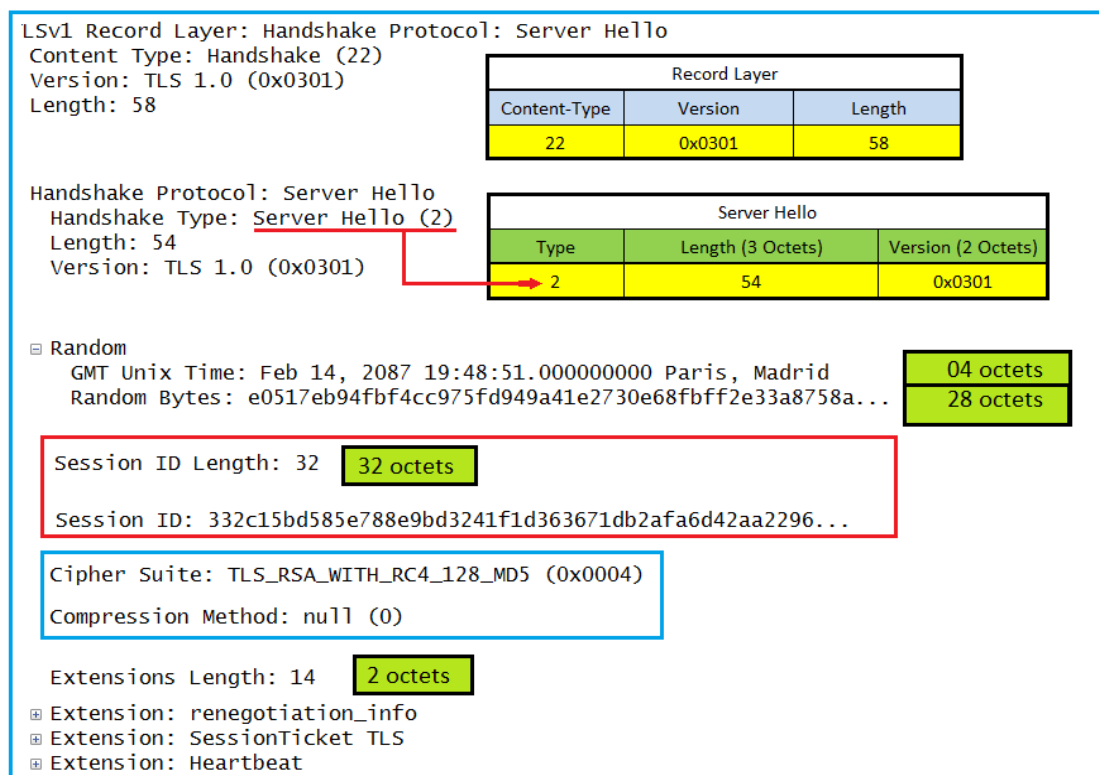 LSv1 Record Layer: Handshake Protocol: Server Hello
Content Type: Handshake (22)
Version: TLS 1.0 (0x0301)
Length: 58
Record Layer
Content-Type Version Length
22 0x0301 58
Handshake Protocol: Server Hello
Handshake Type: Server Hello (2)
Length: 54
Version: TLS 1.0 (0x0301)
Server Hello
Type Length (3 Octets) Version (2 Octets)
2 54 0x0301
Random
GMT Unix Time: Feb 14, 2087 19:48:51.000000000 Paris, Madrid 04 octets
Random Bytes: e0517eb94fbf4cc975fd949a41e2730e68fbff2e33a8758a... 28 octets
Session ID Length: 32 32 octets
Session ID: 332c15bd585e788e9bd3241f1d363671db2afa6d42aa2296...
Cipher Suite: TLS_RSA_WITH_RC4_128_MD5 (0x0004)
Compression Method: null (0)
Extensions Length: 14 2 octets
Extension: renegotiation_info
Extension: SessionTicket TLS
Extension: Heartbeat